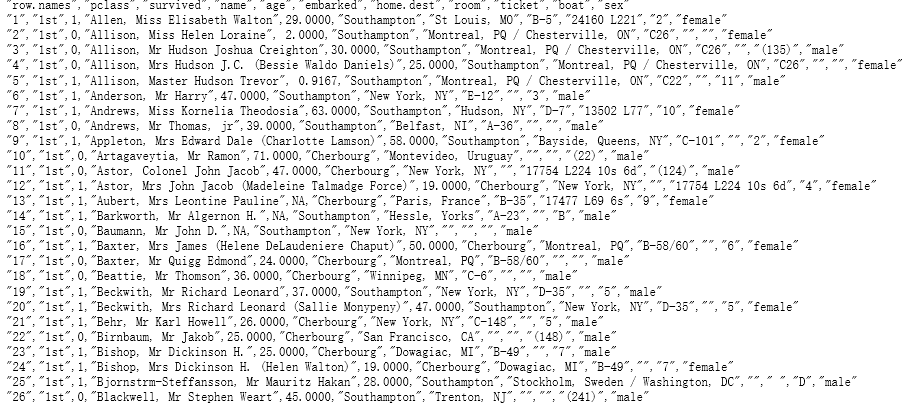 "row.names","pclass","survived","name","age","embarked","home.dest","room","ticket","boat","sex"
"1","1st",1,"Allen, Miss Elisabeth Walton",29.0000,"Southampton","St Louis, MO","B-5","24160 L221","2","female"
"2","1st",0,"Allison, Miss Helen Loraine", 2.0000,"Southampton","Montreal, PQ / Chesterville, ON","C26","","","female"
"3","1st",0,"Allison, Mr Hudson Joshua Creighton",30.0000,"Southampton","Montreal, PQ / Chesterville, ON","C26","","(135)","male"
"4","1st",0,"Allison, Mrs Hudson J.C. (Bessie Waldo Daniels)",25.0000,"Southampton","Montreal, PQ / Chesterville, ON","C26","","","female"
"5","1st",1,"Allison, Master Hudson Trevor", 0.9167,"Southampton","Montreal, PQ / Chesterville, ON","C22","","11","male"
"6","1st",1,"Anderson, Mr Harry",47.0000,"Southampton","New York, NY","E-12","","3","male"
"7","1st",1,"Andrews, Miss Kornelia Theodosia",63.0000,"Southampton","Hudson, NY","D-7","13502 L77","10","female"
"8","1st",0,"Andrews, Mr Thomas, jr",39.0000,"Southampton","Belfast, NI","A-36","","","male"
"9","1st",1,"Appleton, Mrs Edward Dale (Charlotte Lamson)",58.0000,"Southampton","Bayside, Queens, NY","C-101","","2","female"
"10","1st",0,"Artagaveytia, Mr Ramon",71.0000,"Cherbourg","Montevideo, Uruguay","","","(22)","male"
"11","1st",0,"Astor, Colonel John Jacob",47.0000,"Cherbourg","New York, NY","","17754 L224 10s 6d","(124)","male"
"12","1st",1,"Astor, Mrs John Jacob (Madeleine Talmadge Force)",19.0000,"Cherbourg","New York, NY","","17754 L224 10s 6d","4","female"
"13","1st",1,"Aubert, Mrs Leontine Pauline",NA,"Cherbourg","Paris, France","B-35","17477 L69 6s","9","female"
"14","1st",1,"Barkworth, Mr Algernon H.",NA,"Southampton","Hessle, Yorks","A-23","","B","male"
"15","1st",0,"Baumann, Mr John D.",NA,"Southampton","New York, NY","","","","male"
"16","1st",1,"Baxter, Mrs James (Helene DeLaudeniere Chaput)",50.0000,"Cherbourg","Montreal, PQ","B-58/60","","6","female"
"17","1st",0,"Baxter, Mr Quigg Edmond",24.0000,"Cherbourg","Montreal, PQ","B-58/60","","","male"
"18","1st",0,"Beattie, Mr Thomson",36.0000,"Cherbourg","Winnipeg, MN","C-6","","","male"
"19","1st",1,"Beckwith, Mr Richard Leonard",37.0000,"Southampton","New York, NY","D-35","","5","male"
"20","1st",1,"Beckwith, Mrs Richard Leonard (Sallie Monypeny)",47.0000,"Southampton","New York, NY","D-35","","5","female"
"21","1st",1,"Behr, Mr Karl Howell",26.0000,"Cherbourg","New York, NY","C-148","","5","male"
"22","1st",0,"Birnbaum, Mr Jakob",25.0000,"Cherbourg","San Francisco, CA","","","(148)","male"
"23","1st",1,"Bishop, Mr Dickinson H.",25.0000,"Cherbourg","Dowagiac, MI","B-49","","7","male"
"24","1st",1,"Bishop, Mrs Dickinson H. (Helen Walton)",19.0000,"Cherbourg","Dowagiac, MI","B-49","","7","female"
"25","1st",1,"Bjornstrm-Steffansson, Mr Mauritz Hakan",28.0000,"Southampton","Stockholm, Sweden / Washington, DC","",""," ","D","male"
"26","1st",0,"Blackwell, Mr Stephen Weart",45.0000,"Southampton","Trenton, NJ","","","(241)","male"